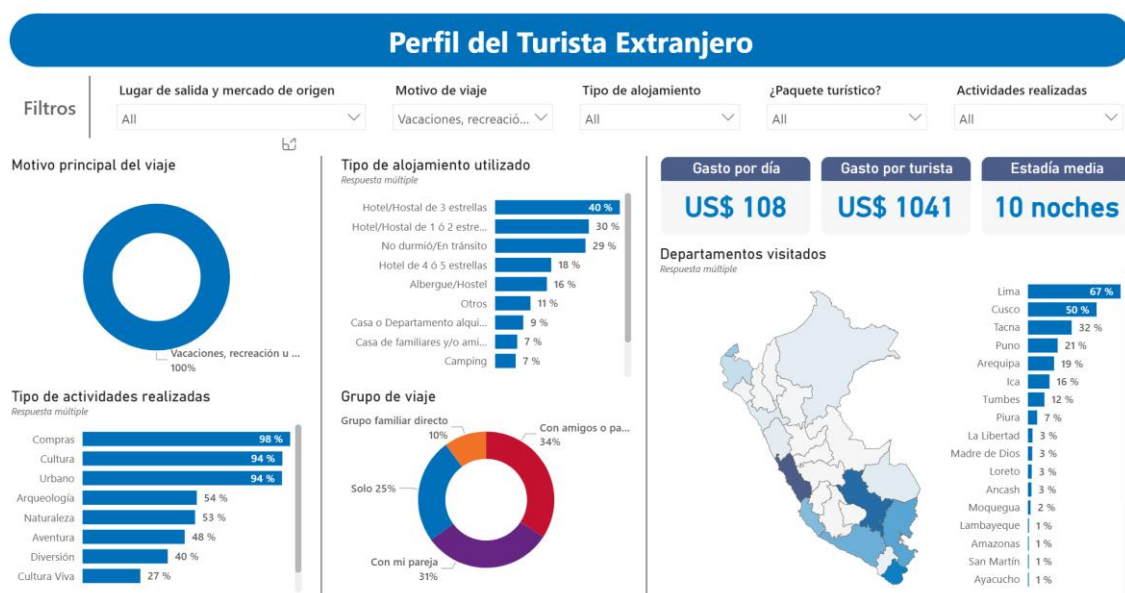 Perfil del Turista Extranjero
Filtros
Lugar de salida y mercado de origen
All
Motivo de viaje
Vacaciones, recreació...
Tipo de alojamiento
All
¿Paquete turístico?
All
Actividades realizadas
All
Motivo principal del viaje
Vacaciones, recreación u ...
100%
Tipo de actividades realizadas
Respuesta múltiple
Compras 98 %
Cultura 94 %
Urbano 94 %
Arqueología 54 %
Naturaleza 53 %
Aventura 48 %
Diversión 40 %
Cultura Viva 27 %
Tipo de alojamiento utilizado
Respuesta múltiple
Hotel/Hostal de 3 estrellas 40 %
Hotel/Hostal de 1 ó 2 estre... 30 %
No durmió/En tránsito 29 %
Hotel de 4 ó 5 estrellas 18 %
Albergue/Hostel 16 %
Otros 11 %
Casa o Departamento alqui... 9 %
Casa de familiares y/o ami... 7 %
Camping 7 %
Grupo de viaje
Grupo familiar directo
10%
Con amigos o pa...
34%
Solo 25%
Con mi pareja
31%
Gasto por día
US$ 108
Gasto por turista
US$ 1041
Estadía media
10 noches
Departamentos visitados
Respuesta múltiple
Lima 67 %
Cusco 50 %
Tacna 32 %
Puno 21 %
Arequipa 19 %
Ica 16 %
Tumbes 12 %
Piura 7 %
La Libertad 3 %
Madre de Dios 3 %
Loreto 3 %
Ancash 3 %
Moquegua 2 %
Lambayeque 1 %
Amazonas 1 %
San Martín 1 %
Ayacucho 1 %